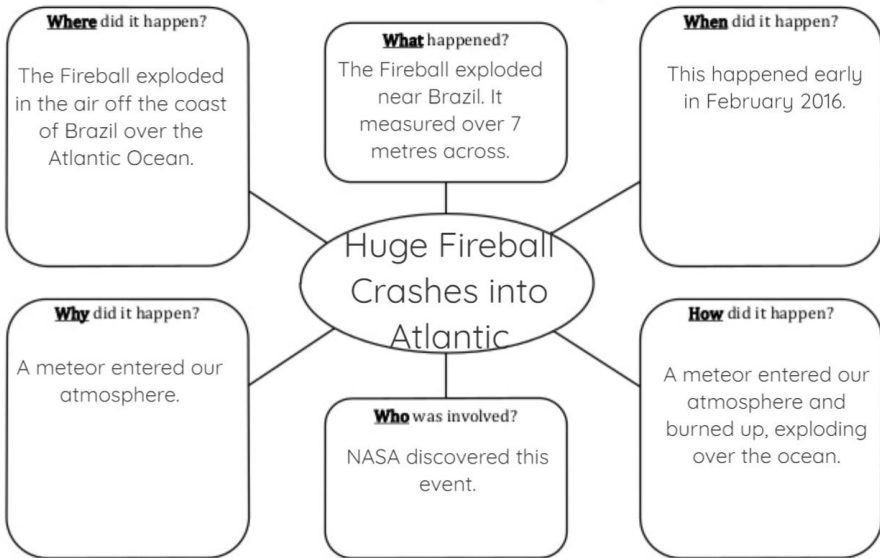 Where did it happen?
The Fireball exploded
in the air off the coast
of Brazil over the
Atlantic Ocean.
What happened?
The Fireball exploded
near Brazil. It
measured over 7
metres across.
When did it happen?
This happened early
in February 2016.
Huge Fireball
Crashes into
Atlantic
Why did it happen?
A meteor entered our
atmosphere.
Who was involved?
NASA discovered this
event.
How did it happen?
A meteor entered our
atmosphere and
burned up, exploding
over the ocean.